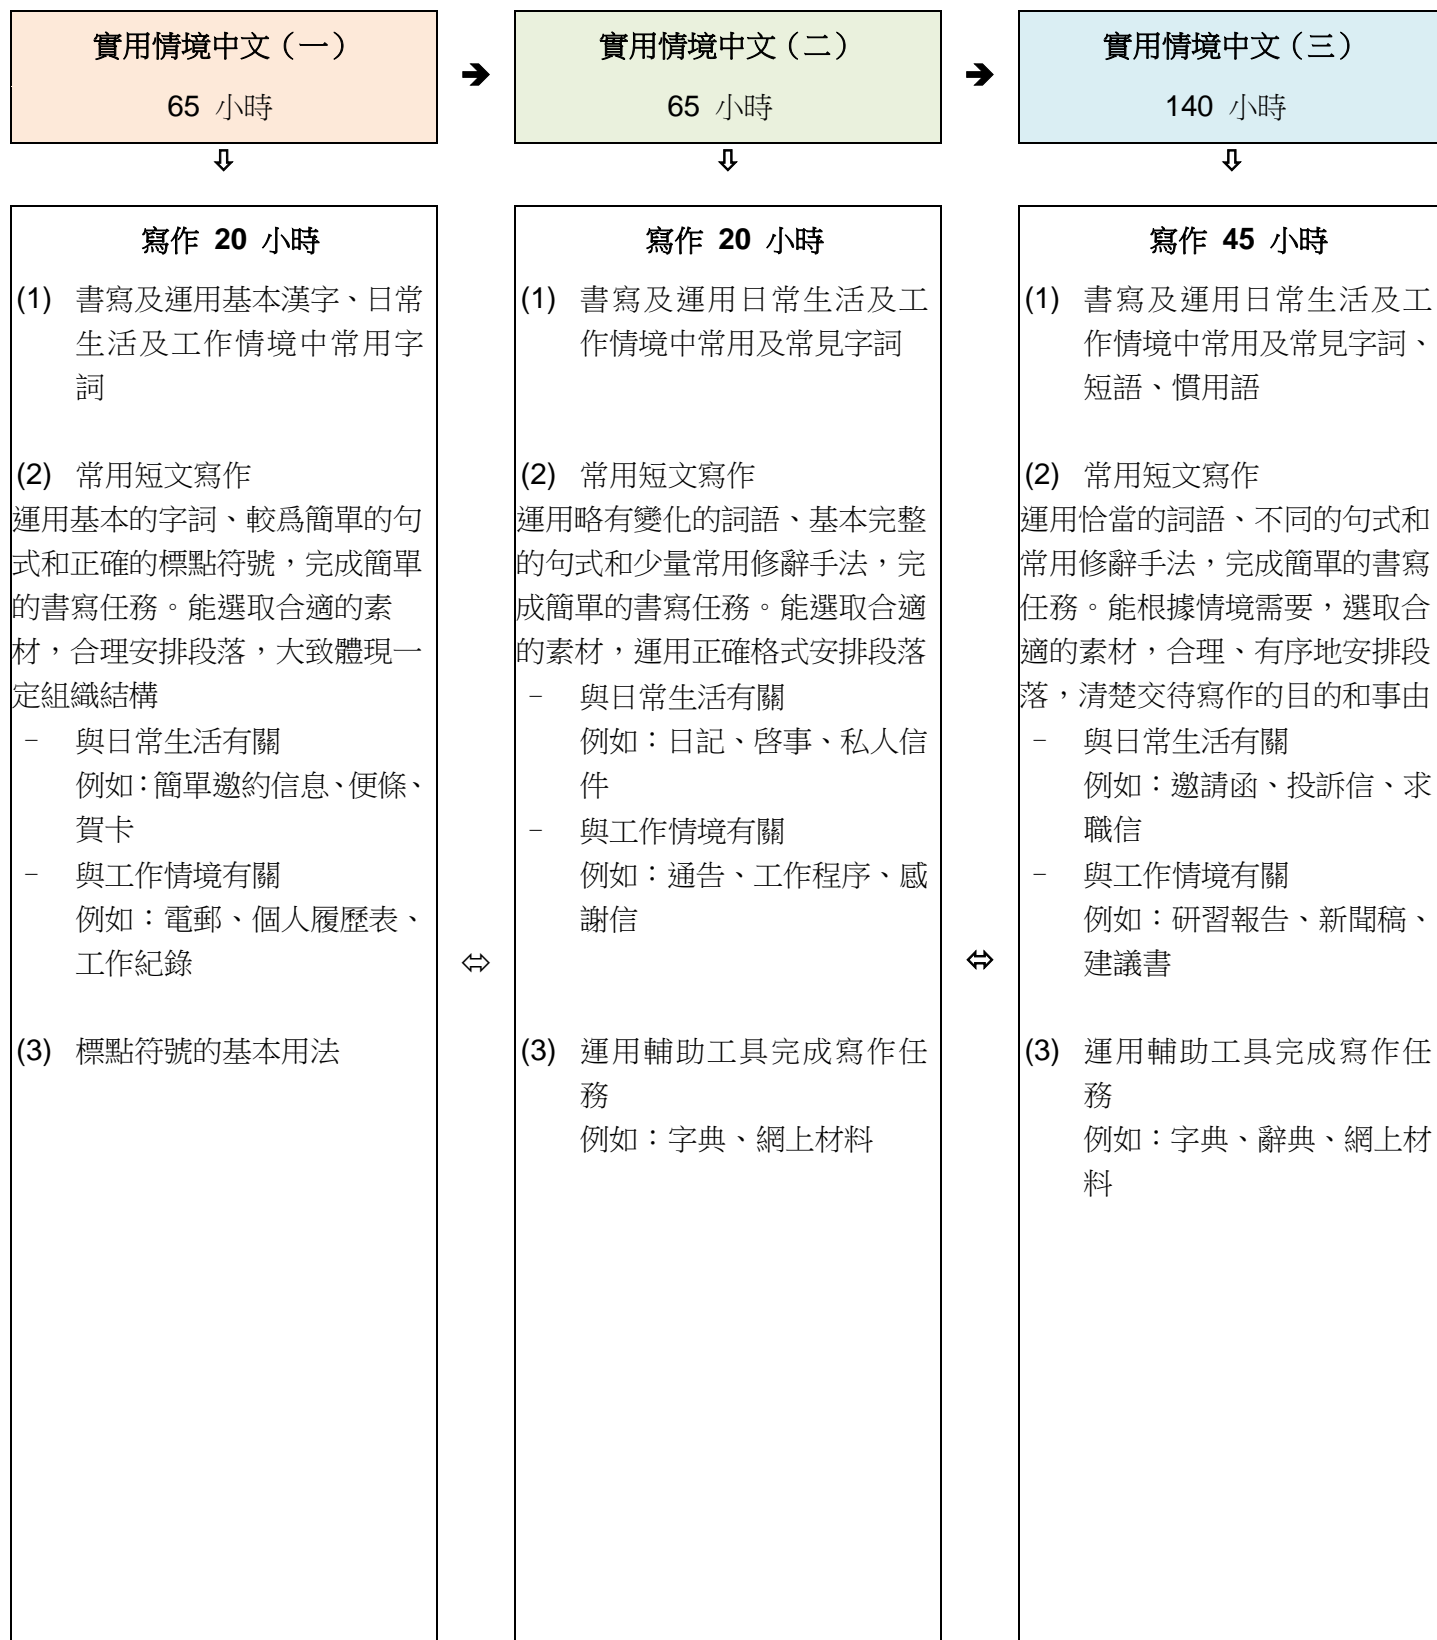 實用情境中文（一）
65 小時
➔
實用情境中文（二）
65 小時
➔
實用情境中文（三）
140 小時
⇩
⇩
⇩
寫作 20 小時
(1) 書寫及運用基本漢字、日常
生活及工作情境中常用字
詞
(2) 常用短文寫作
運用基本的字詞、較爲簡單的句
式和正確的標點符號，完成簡單
的書寫任務。能選取合適的素
材，合理安排段落，大致體現一
定組織結構
– 與日常生活有關
例如：簡單邀約信息、便條、
賀卡
– 與工作情境有關
例如：電郵、個人履歷表、
工作紀錄
(3) 標點符號的基本用法
⬄
寫作 20 小時
(1) 書寫及運用日常生活及工
作情境中常用及常見字詞
(2) 常用短文寫作
運用略有變化的詞語、基本完整
的句式和少量常用修辭手法，完
成簡單的書寫任務。能選取合適
的素材，運用正確格式安排段落
– 與日常生活有關
例如：日記、啓事、私人信
件
– 與工作情境有關
例如：通告、工作程序、感
謝信
(3) 運用輔助工具完成寫作任
務
例如：字典、網上材料
⬄
寫作 45 小時
(1) 書寫及運用日常生活及工
作情境中常用及常見字詞、
短語、慣用語
(2) 常用短文寫作
運用恰當的詞語、不同的句式和
常用修辭手法，完成簡單的書寫
任務。能根據情境需要，選取合
適的素材，合理、有序地安排段
落，清楚交待寫作的目的和事由
– 與日常生活有關
例如：邀請函、投訴信、求
職信
– 與工作情境有關
例如：研習報告、新聞稿、
建議書
(3) 運用輔助工具完成寫作任
務
例如：字典、辭典、網上材
料